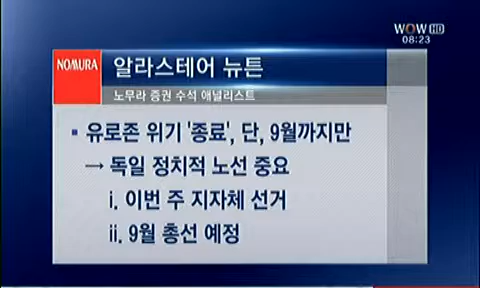 WOW HD
08:23
NOMURA
알라스테어 뉴튼
노무라 증권 수석 애널리스트
▪ 유로존 위기 '종료', 단, 9월까지만
→ 독일 정치적 노선 중요
i. 이번 주 지자체 선거
ii. 9월 총선 예정